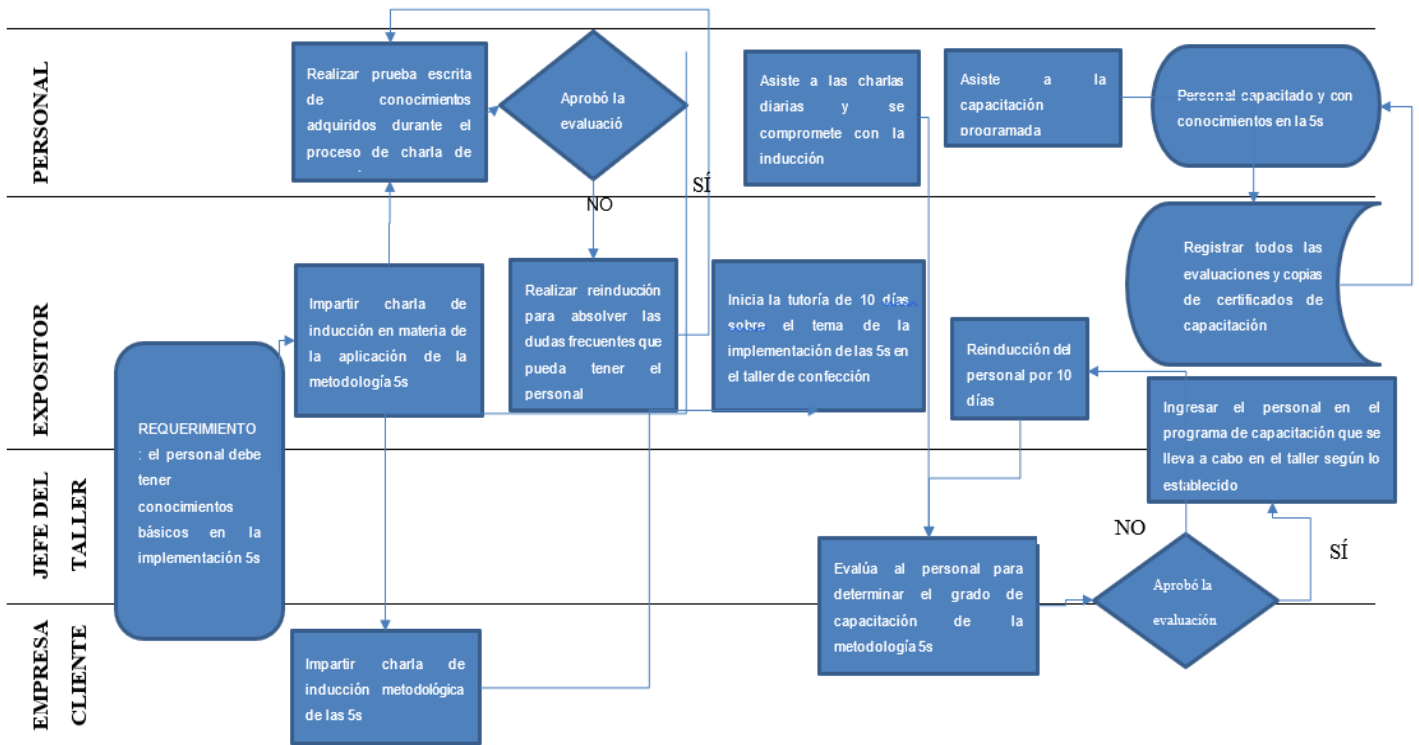 PERSONAL
Realizar prueba escrita
de conocimientos
adquiridos durante el
proceso de charla de
Aprobó la
evaluació
NO
SÍ
Asiste a las charlas
diarias y se
compromete con la
inducción
Asiste a la
capacitación
programada
Personal capacitado y con
conocimientos en la 5s
EXPOSITOR
Impartir charla de
inducción en materia de
la aplicación de la
metodología 5s
Realizar reinducción
para absolver las
dudas frecuentes que
pueda tener el
personal
Inicia la tutoría de 10 días
sobre el tema de la
implementación de las 5s en
el taller de confección
Reinducción del
personal por 10
días
Registrar todos las
evaluaciones y copias
de certificados de
capacitación
Ingresar el personal en el
programa de capacitación que se
lleva a cabo en el taller según lo
establecido
REQUERIMIENTO
: el personal debe
tener
conocimientos
básicos en la
implementación 5s
JEFE DEL
TALLER
Evalúa al personal para
determinar el grado de
capacitación de la
metodología 5s
NO
Aprobó la
evaluación
SÍ
EMPRESA
CLIENTE
Impartir charla de
inducción metodológica
de las 5s